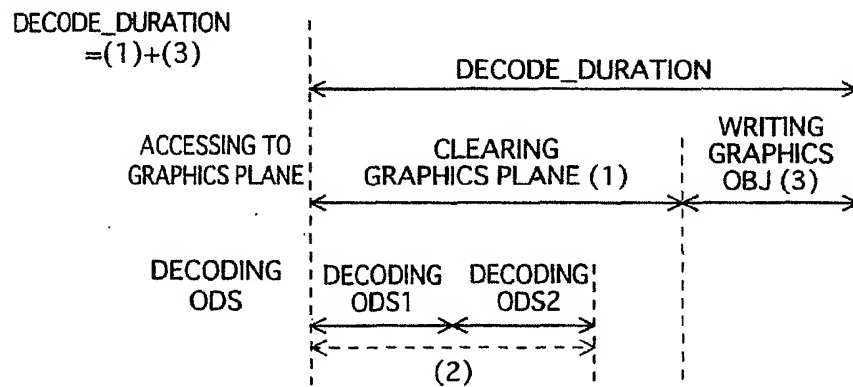 DECODE_DURATION
=(1)+(3)
DECODE_DURATION
ACCESSING TO
GRAPHICS PLANE
CLEARING
GRAPHICS PLANE (1)
WRITING
GRAPHICS
OBJ (3)
DECODING
ODS
DECODING
ODS1
DECODING
ODS2
(2)